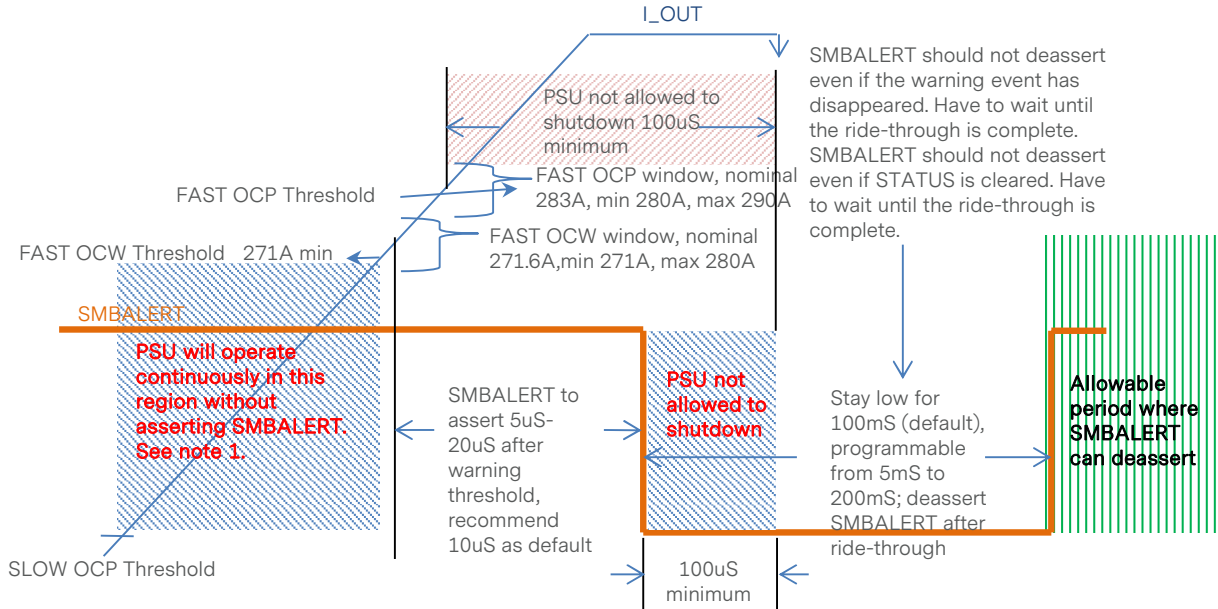 I_OUT
SMBALERT should not deassert
even if the warning event has
disappeared. Have to wait until
the ride-through is complete.
SMBALERT should not deassert
even if STATUS is cleared. Have
to wait until the ride-through is
complete.
PSU not allowed to
shutdown 100uS
minimum
FAST OCP Threshold
FAST OCP window, nominal
283A, min 280A, max 290A
FAST OCW Threshold 271A min
FAST OCW window, nominal
271.6A,min 271A, max 280A
SMBALERT
PSU will operate
continuously in this
region without
asserting SMBALERT.
See note 1.
SMBALERT to
assert 5uS-
20uS after
warning
threshold,
recommend
10uS as default
PSU not
allowed to
shutdown
Stay low for
100mS (default),
programmable
from 5mS to
200mS; deassert
SMBALERT after
ride-through
Allowable
period where
SMBALERT
can deassert
SLOW OCP Threshold
100uS
minimum